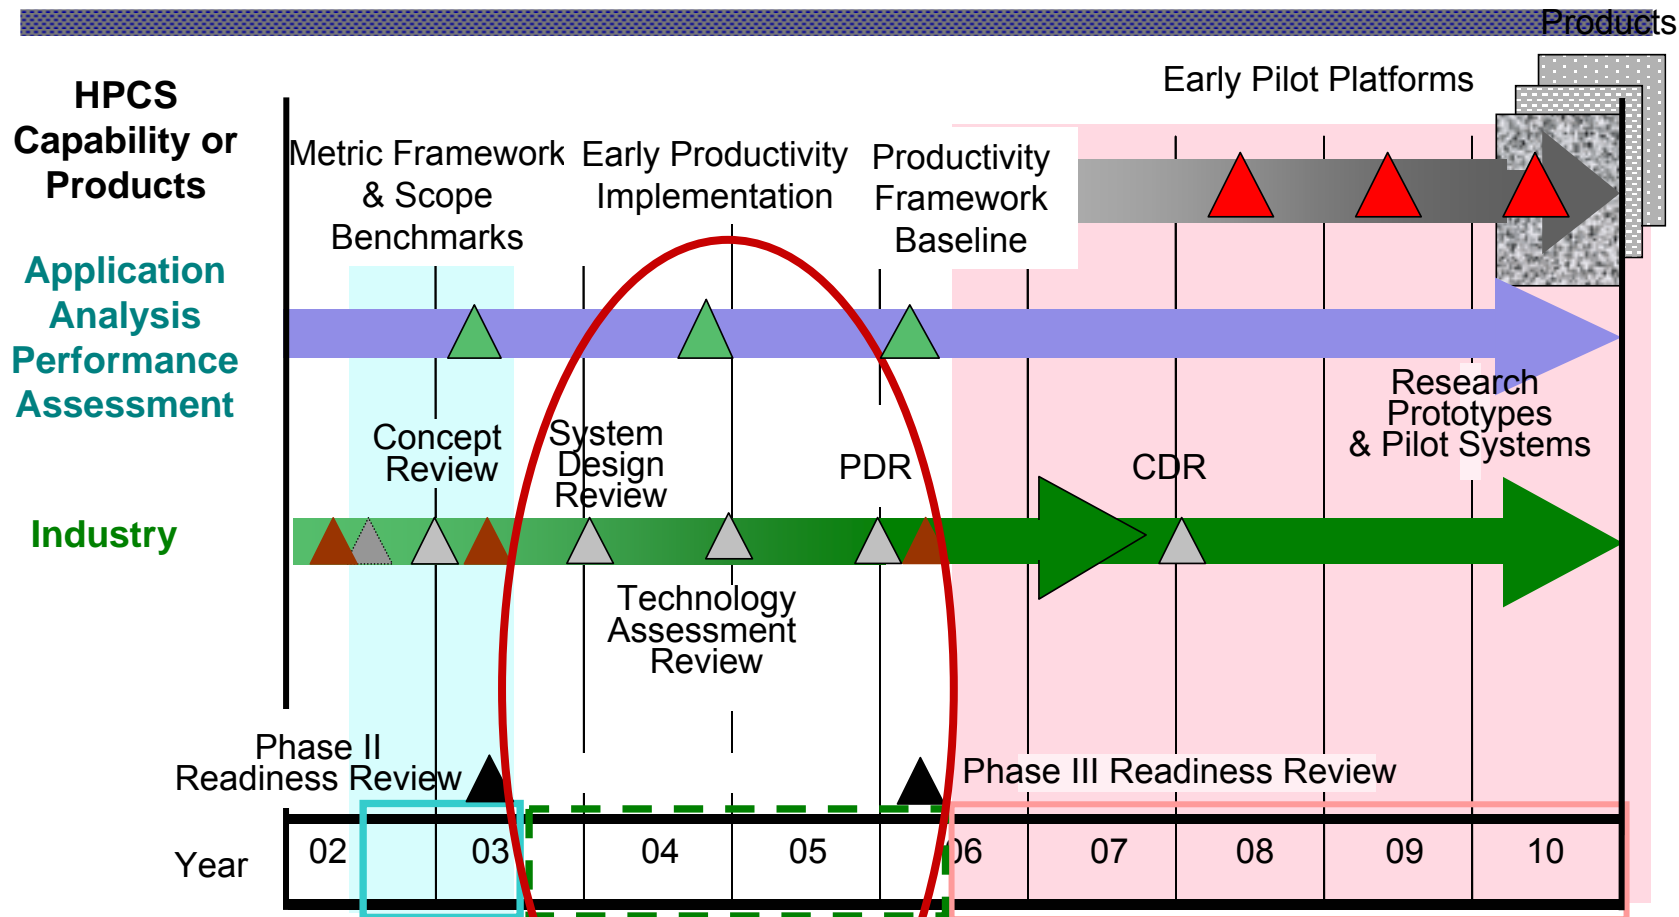 Products
HPCS
Capability or
Products
Early Pilot Platforms
Metric Framework
& Scope
Benchmarks
Early Productivity
Implementation
Productivity
Framework
Baseline
Application
Analysis
Performance
Assessment
Concept
Review
System
Design
Review
PDR
CDR
Research
Prototypes
& Pilot Systems
Industry
Technology
Assessment
Review
Phase II
Readiness Review
Phase III Readiness Review
Year
02 03 04 05 06 07 08 09 10